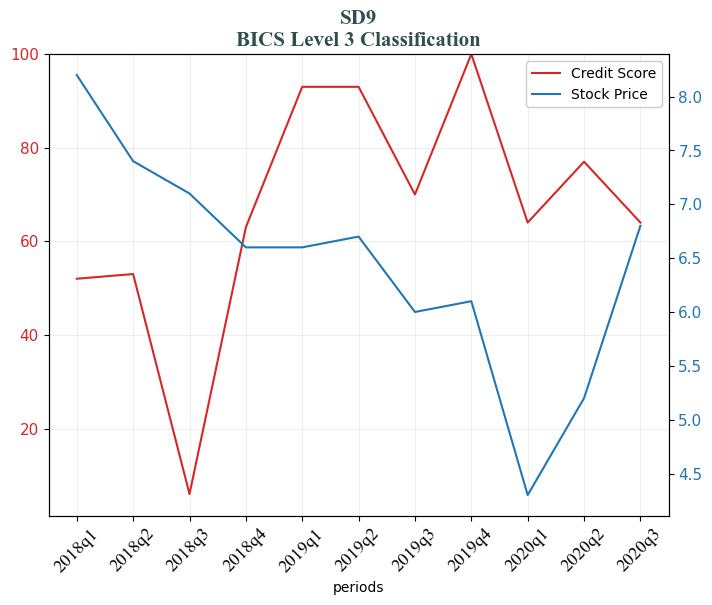 SD9
BICS Level 3 Classification
Credit Score
Stock Price
100
80
60
40
20
8.0
7.5
7.0
6.5
6.0
5.5
5.0
4.5
2018q1
2018q2
2018q3
2018q4
2019q1
2019q2
2019q3
2019q4
2020q1
2020q2
2020q3
periods